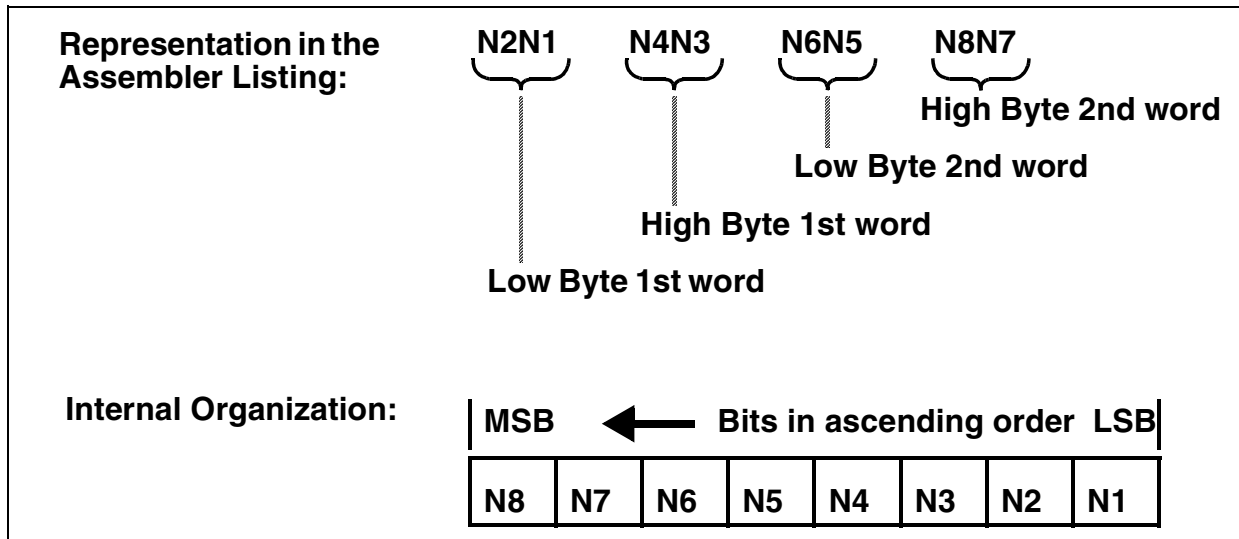 Representation in the
Assembler Listing:
N2N1 N4N3 N6N5 N8N7
High Byte 2nd word
Low Byte 2nd word
High Byte 1st word
Low Byte 1st word
Internal Organization:
MSB Bits in ascending order LSB
N8 N7 N6 N5 N4 N3 N2 N1